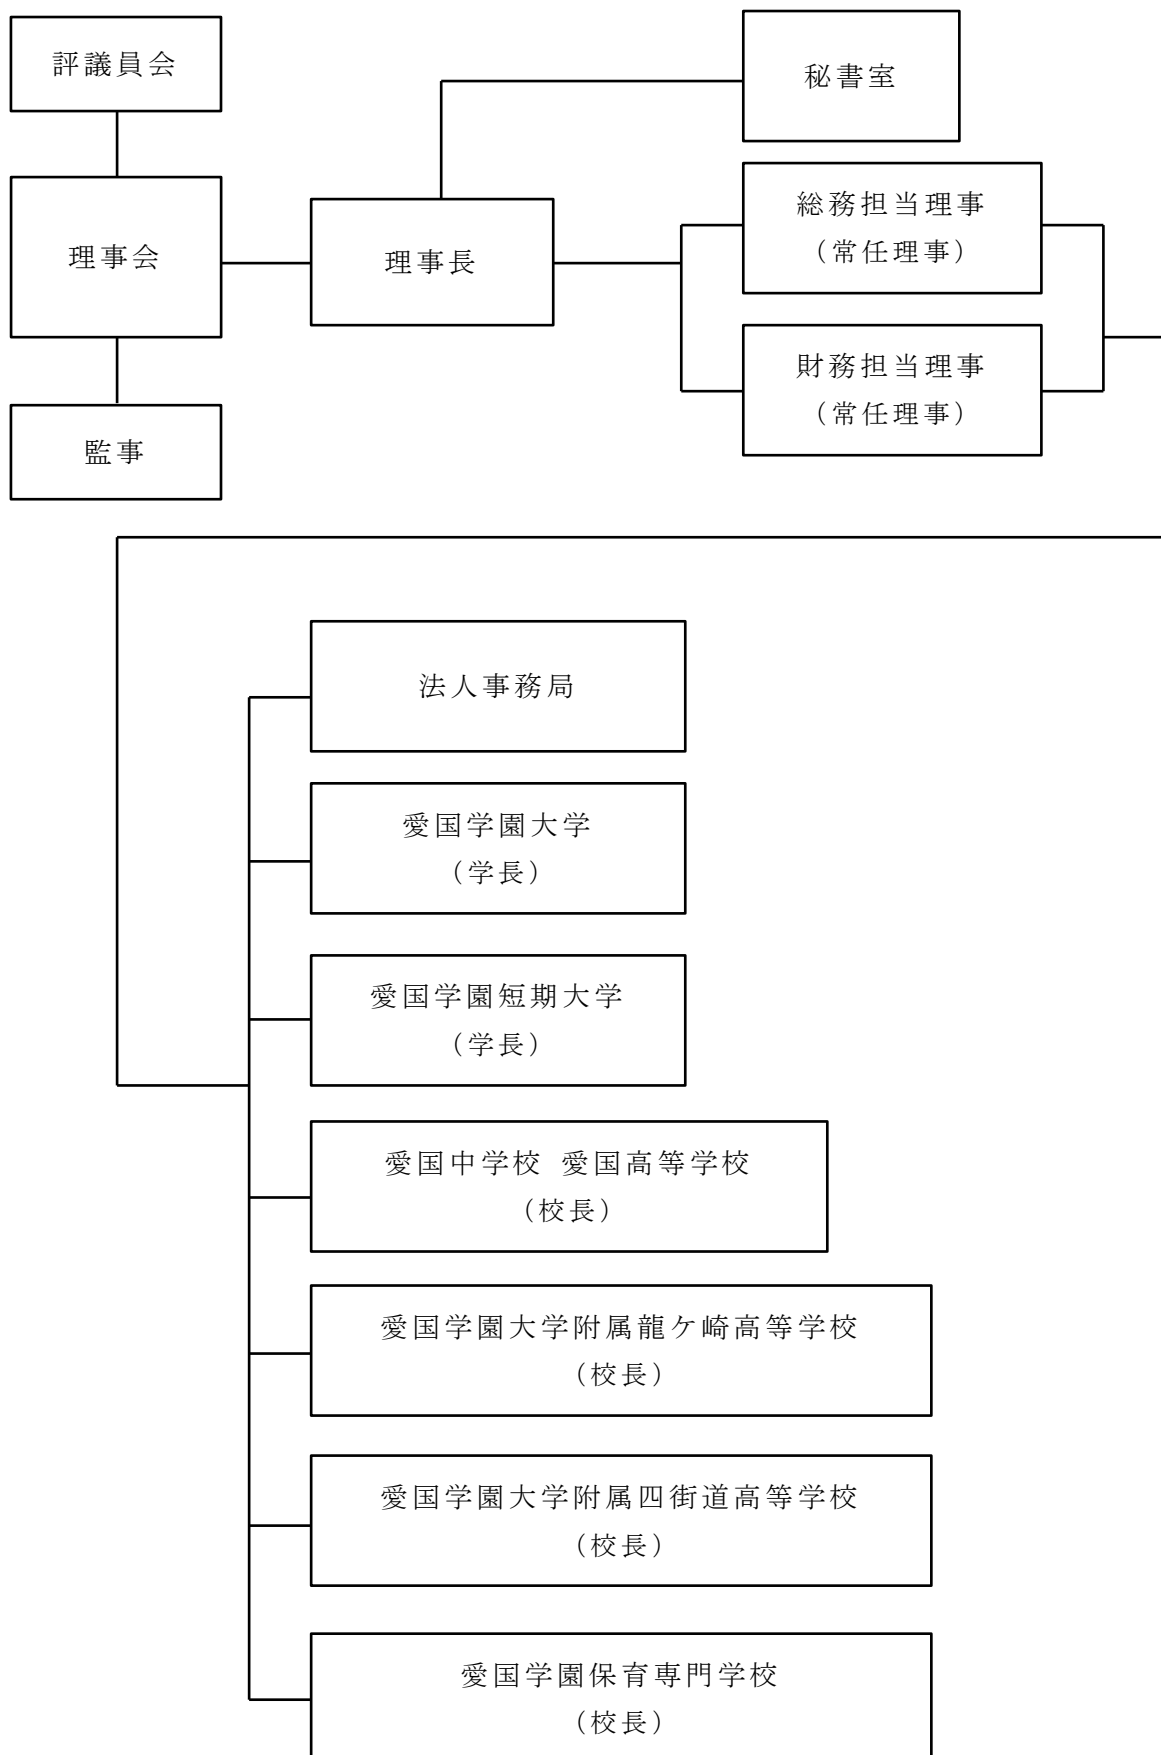 評議員会
秘書室
理事会
理事長
総務担当理事
（常任理事）
財務担当理事
（常任理事）
監事
法人事務局
愛国学園大学
（学長）
愛国学園短期大学
（学長）
愛国中学校 愛国高等学校
（校長）
愛国学園大学附属龍ケ崎高等学校
（校長）
愛国学園大学附属四街道高等学校
（校長）
愛国学園保育専門学校
（校長）